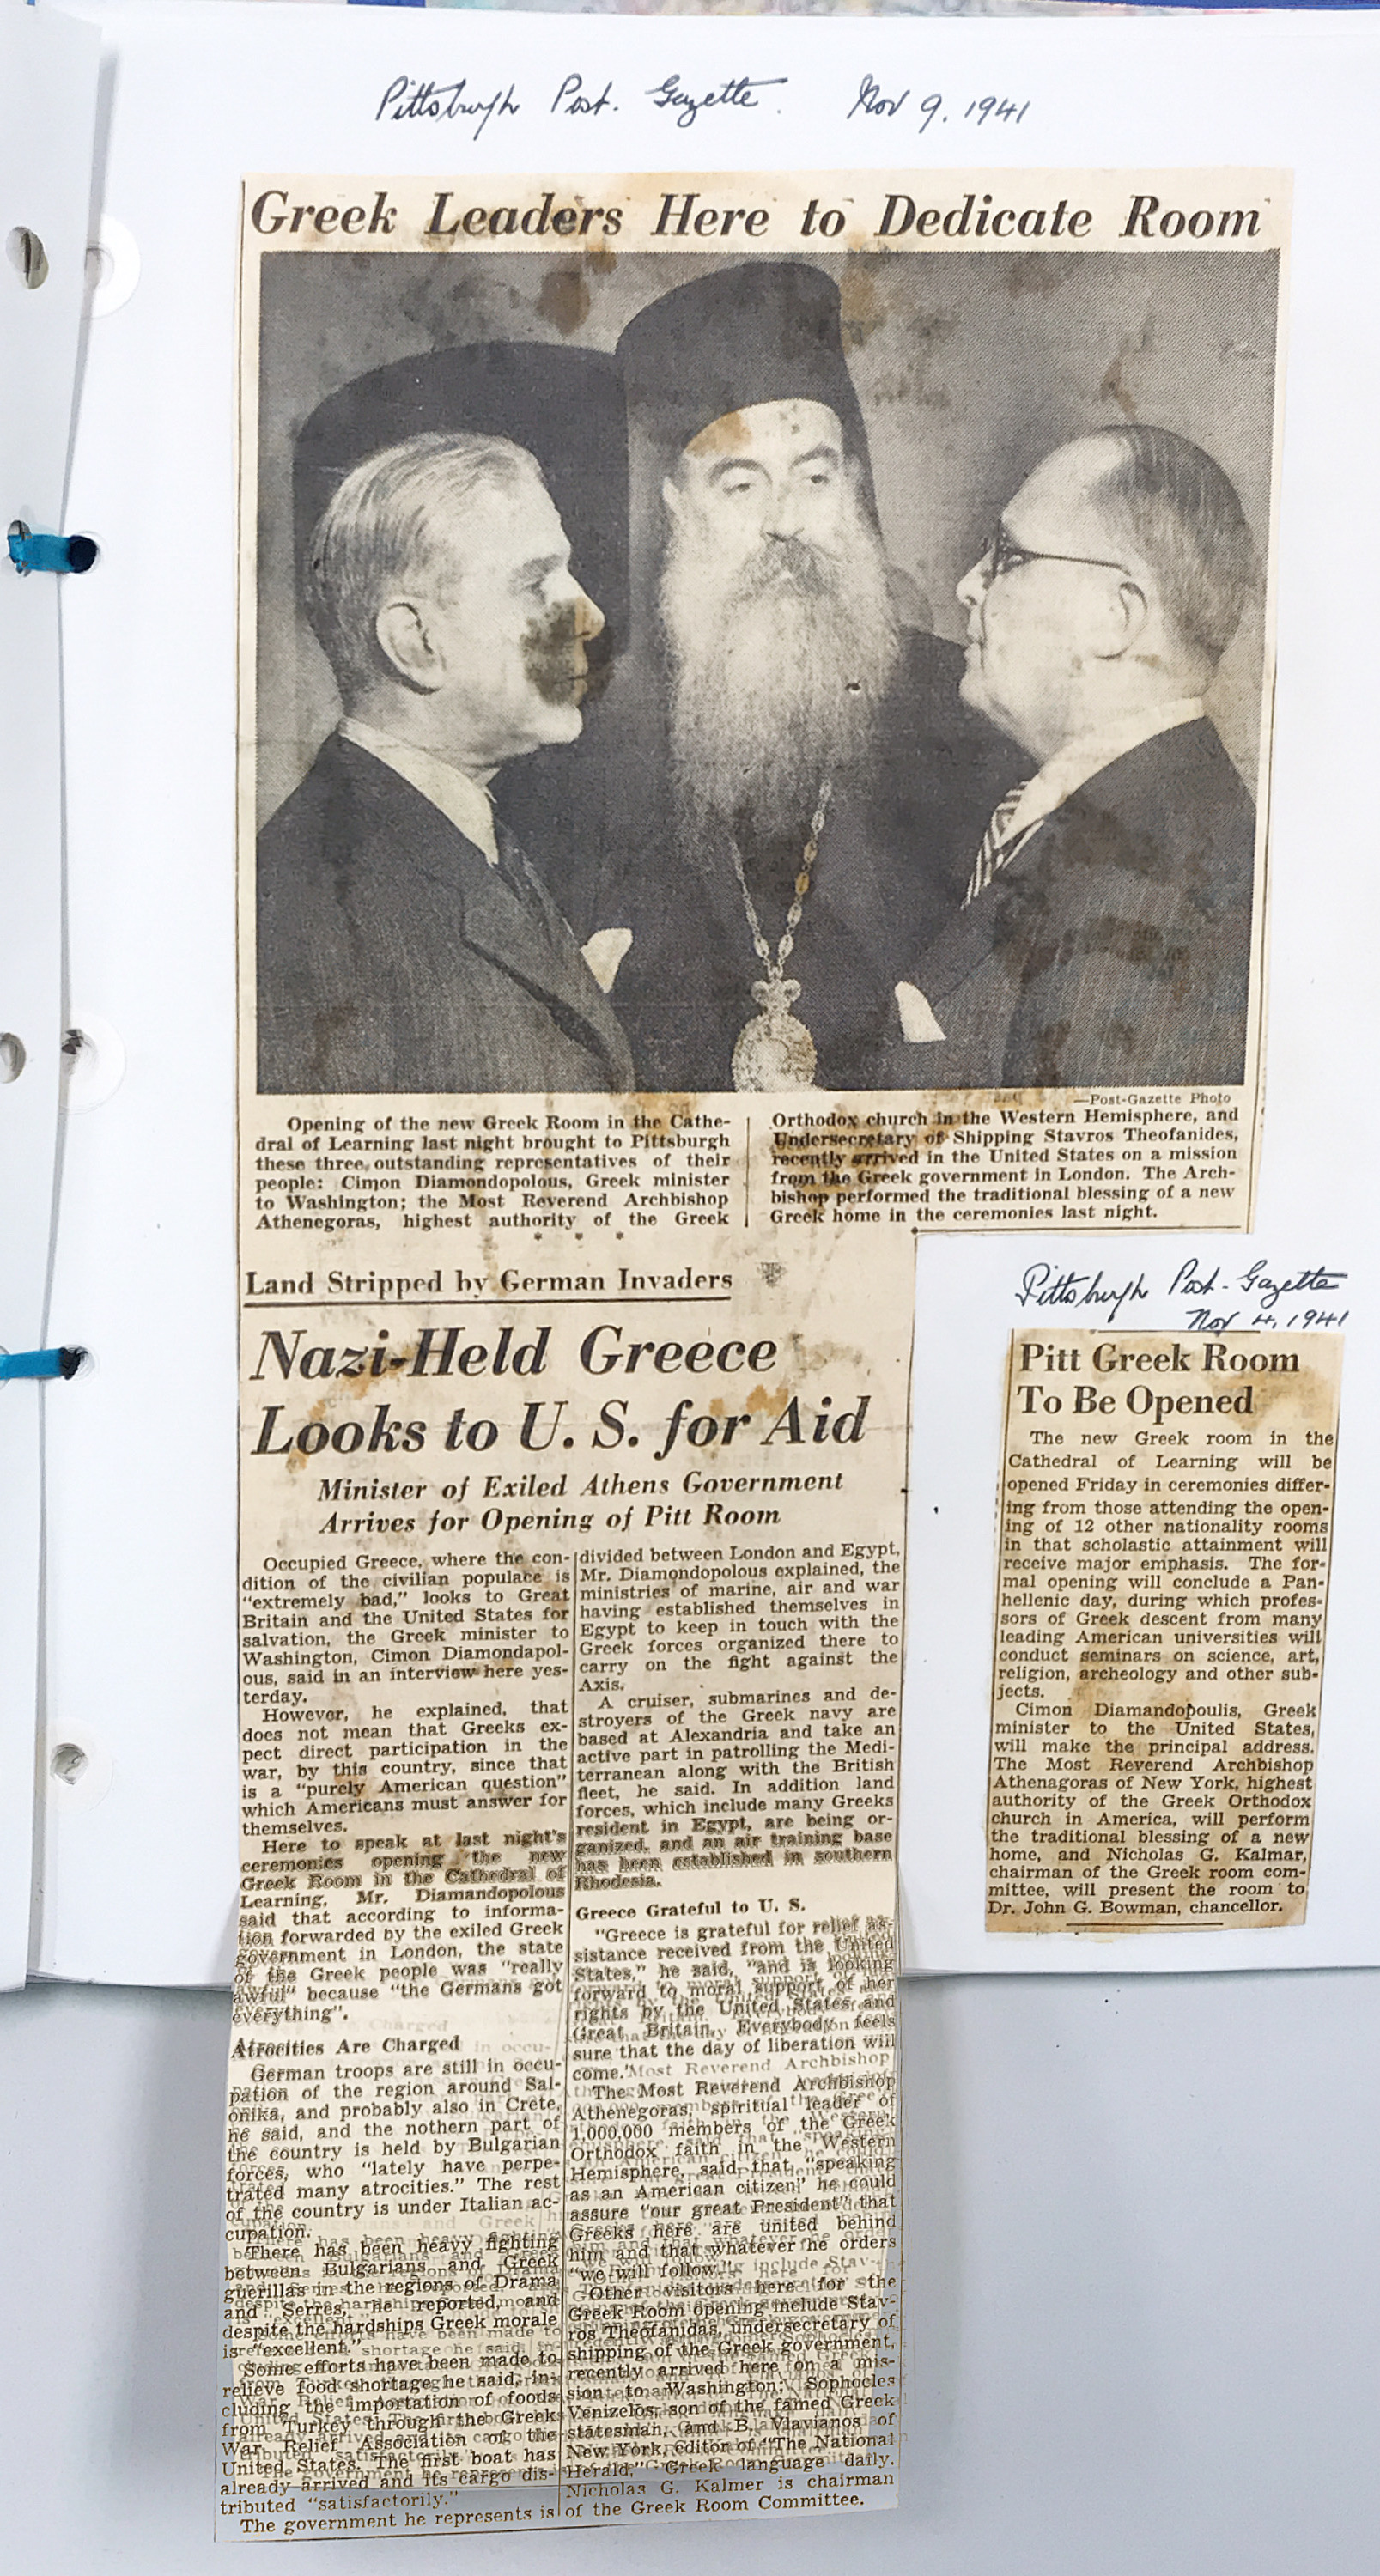 Pittsburgh Post. Gazette. Nov 9. 1941
Greek Leaders Here to Dedicate Room
—Post-Gazette Photo
Opening of the new Greek Room in the Cathe-
dral of Learning last night brought to Pittsburgh
these three outstanding representatives of their
people: Cimon Diamondopolous, Greek minister
to Washington; the Most Reverend Archbishop
Athenegoras, highest authority of the Greek
Orthodox church in the Western Hemisphere, and
Undersecretary of Shipping Stavros Theofanides,
recently arrived in the United States on a mission
from the Greek government in London. The Arch-
bishop performed the traditional blessing of a new
Greek home in the ceremonies last night.
* * *
Land Stripped by German Invaders
Nazi-Held Greece
Looks to U. S. for Aid
Minister of Exiled Athens Government
Arrives for Opening of Pitt Room
Occupied Greece, where the con-
dition of the civilian populace is
"extremely bad," looks to Great
Britain and the United States for
salvation, the Greek minister to
Washington, Cimon Diamondapol-
ous, said in an interview here yes-
terday.
However, he explained, that
does not mean that Greeks ex-
pect direct participation in the
war, by this country, since that
is a "purely American question"
which Americans must answer for
themselves.
Here to speak at last night's
ceremonies opening the new
Greek Room in the Cathedral of
Learning, Mr. Diamandopolous
said that according to informa-
tion forwarded by the exiled Greek
government in London, the state
of the Greek people was "really
awful" because "the Germans got
everything".
Atrocities Are Charged
German troops are still in occu-
pation of the region around Sal-
onika, and probably also in Crete,
he said, and the nothern part of
the country is held by Bulgarian
forces, who "lately have perpe-
trated many atrocities." The rest
of the country is under Italian ac-
cupation.
There has been heavy fighting
between Bulgarians and Greek
guerillas in the regions of Drama
and Serres, he reported, and
despite the hardships Greek morale
is "excellent."
Some efforts have been made to
relieve food shortage he said, in-
cluding the importation of foods
from Turkey through the Greek
War Relief Association of the
United States. The first boat has
already arrived and its cargo dis-
tributed "satisfactorily."
The government he represents is
divided between London and Egypt,
Mr. Diamondopolous explained, the
ministries of marine, air and war
having established themselves in
Egypt to keep in touch with the
Greek forces organized there to
carry on the fight against the
Axis.
A cruiser, submarines and de-
stroyers of the Greek navy are
based at Alexandria and take an
active part in patrolling the Medi-
terranean along with the British
fleet, he said. In addition land
forces, which include many Greeks
resident in Egypt, are being or-
ganized, and an air training base
has been established in southern
Rhodesia.
Greece Grateful to U. S.
"Greece is grateful for relief as-
sistance received from the United
States," he said, "and is looking
forward to moral support of her
rights by the United States and
Great Britain. Everybody feels
sure that the day of liberation will
come.'
The Most Reverend Archbishop
Athenegoras, spiritual leader of
1,000,000 members of the Greek
Orthodox faith in the Western
Hemisphere, said that "speaking
as an American citizen" he could
assure "our great President" that
Greeks here are united behind
him and that whatever he orders
"we will follow."
Other visitors here for the
Greek Room opening include Stav-
ros Theofanidas, undersecretary of
shipping of the Greek government,
recently arrived here on a mis-
sion to Washington; Sophocles
Venizelos, son of the famed Greek
statesman, and B. Vlavianos of
New York, editor of "The National
Herald," Greek language daily.
Nicholas G. Kalmer is chairman
of the Greek Room Committee.
Pittsburgh Post-Gazette
Nov 4, 1941
Pitt Greek Room
To Be Opened
The new Greek room in the
Cathedral of Learning will be
opened Friday in ceremonies differ-
ing from those attending the open-
ing of 12 other nationality rooms
in that scholastic attainment will
receive major emphasis. The for-
mal opening will conclude a Pan-
hellenic day, during which profes-
sors of Greek descent from many
leading American universities will
conduct seminars on science, art,
religion, archeology and other sub-
jects.
Cimon Diamandopoulis, Greek
minister to the United States,
will make the principal address.
The Most Reverend Archbishop
Athenagoras of New York, highest
authority of the Greek Orthodox
church in America, will perform
the traditional blessing of a new
home, and Nicholas G. Kalmar,
chairman of the Greek room com-
mittee, will present the room to
Dr. John G. Bowman, chancellor.